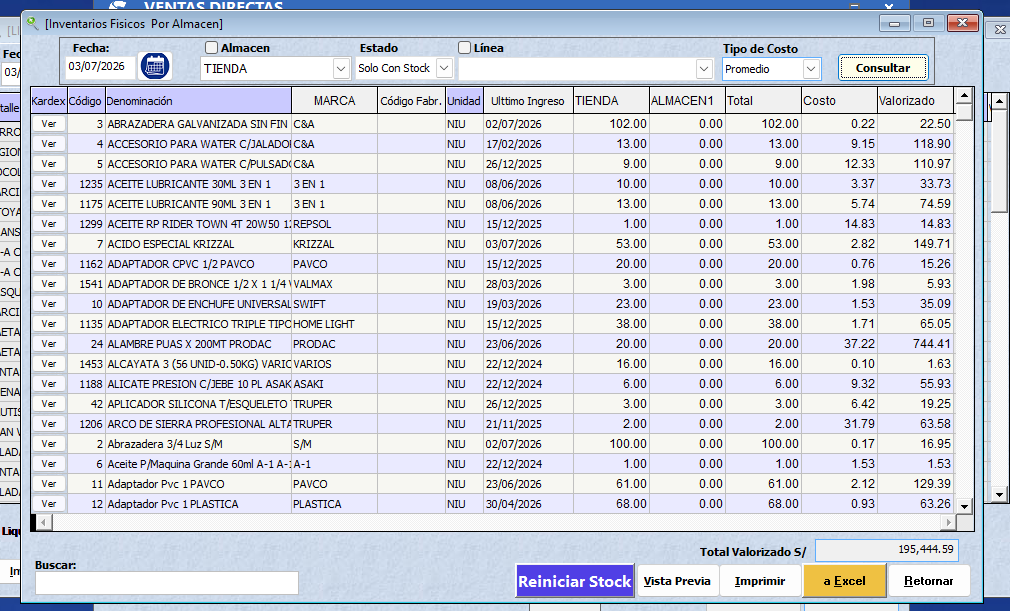 VENTAS DIRECTAS
[Inventarios Fisicos Por Almacen]
Fecha: Almacen Estado Línea Tipo de Costo
03/07/2026 TIENDA Solo Con Stock Promedio Consultar
Kardex Código Denominación MARCA Código Fabr. Unidad Ulttimo Ingreso TIENDA ALMACEN1 Total Costo Valorizado
Ver 3 ABRAZADERA GALVANIZADA SIN FIN C&A NIU 02/07/2026 102.00 0.00 102.00 0.22 22.50
Ver 4 ACCESORIO PARA WATER C/JALADOR C&A NIU 17/02/2026 13.00 0.00 13.00 9.15 118.90
Ver 5 ACCESORIO PARA WATER C/PULSADO C&A NIU 26/12/2025 9.00 0.00 9.00 12.33 110.97
Ver 1235 ACEITE LUBRICANTE 30ML 3 EN 1 3 EN 1 NIU 08/06/2026 10.00 0.00 10.00 3.37 33.73
Ver 1175 ACEITE LUBRICANTE 90ML 3 EN 1 3 EN 1 NIU 08/06/2026 13.00 0.00 13.00 5.74 74.59
Ver 1299 ACEITE RP RIDER TOWN 4T 20W50 REPSOL NIU 15/12/2025 1.00 0.00 1.00 14.83 14.83
Ver 7 ACIDO ESPECIAL KRIZZAL KRIZZAL NIU 03/07/2026 53.00 0.00 53.00 2.82 149.71
Ver 1162 ADAPTADOR CPVC 1/2 PAVCO PAVCO NIU 15/12/2025 20.00 0.00 20.00 0.76 15.26
Ver 1541 ADAPTADOR DE BRONCE 1/2 X 1 1/4 VALMAX NIU 28/03/2026 3.00 0.00 3.00 1.98 5.93
Ver 10 ADAPTADOR DE ENCHUFE UNIVERSAL SWIFT NIU 19/03/2026 23.00 0.00 23.00 1.53 35.09
Ver 1135 ADAPTADOR ELECTRICO TRIPLE TIPO HOME LIGHT NIU 15/12/2025 38.00 0.00 38.00 1.71 65.05
Ver 24 ALAMBRE PUAS X 200MT PRODAC PRODAC NIU 23/06/2026 20.00 0.00 20.00 37.22 744.41
Ver 1453 ALCAYATA 3 (56 UNID-0.50KG) VARIO VARIOS NIU 22/12/2024 16.00 0.00 16.00 0.10 1.63
Ver 1188 ALICATE PRESION C/JEBE 10 PL ASAK ASAKI NIU 22/12/2024 6.00 0.00 6.00 9.32 55.93
Ver 42 APLICADOR SILICONA T/ESQUELETO TRUPER NIU 26/12/2025 3.00 0.00 3.00 6.42 19.25
Ver 1206 ARCO DE SIERRA PROFESIONAL ALTA TRUPER NIU 21/11/2025 2.00 0.00 2.00 31.79 63.58
Ver 2 Abrazadera 3/4 Luz S/M S/M NIU 02/07/2026 100.00 0.00 100.00 0.17 16.95
Ver 6 Aceite P/Maquina Grande 60ml A-1 A-1 NIU 22/12/2024 1.00 0.00 1.00 1.53 1.53
Ver 11 Adaptador Pvc 1 PAVCO PAVCO NIU 23/06/2026 61.00 0.00 61.00 2.12 129.39
Ver 12 Adaptador Pvc 1 PLASTICA PLASTICA NIU 30/04/2026 68.00 0.00 68.00 0.93 63.26
Total Valorizado S/ 195,444.59
Buscar:
Reiniciar Stock Vista Previa Imprimir a Excel Retornar